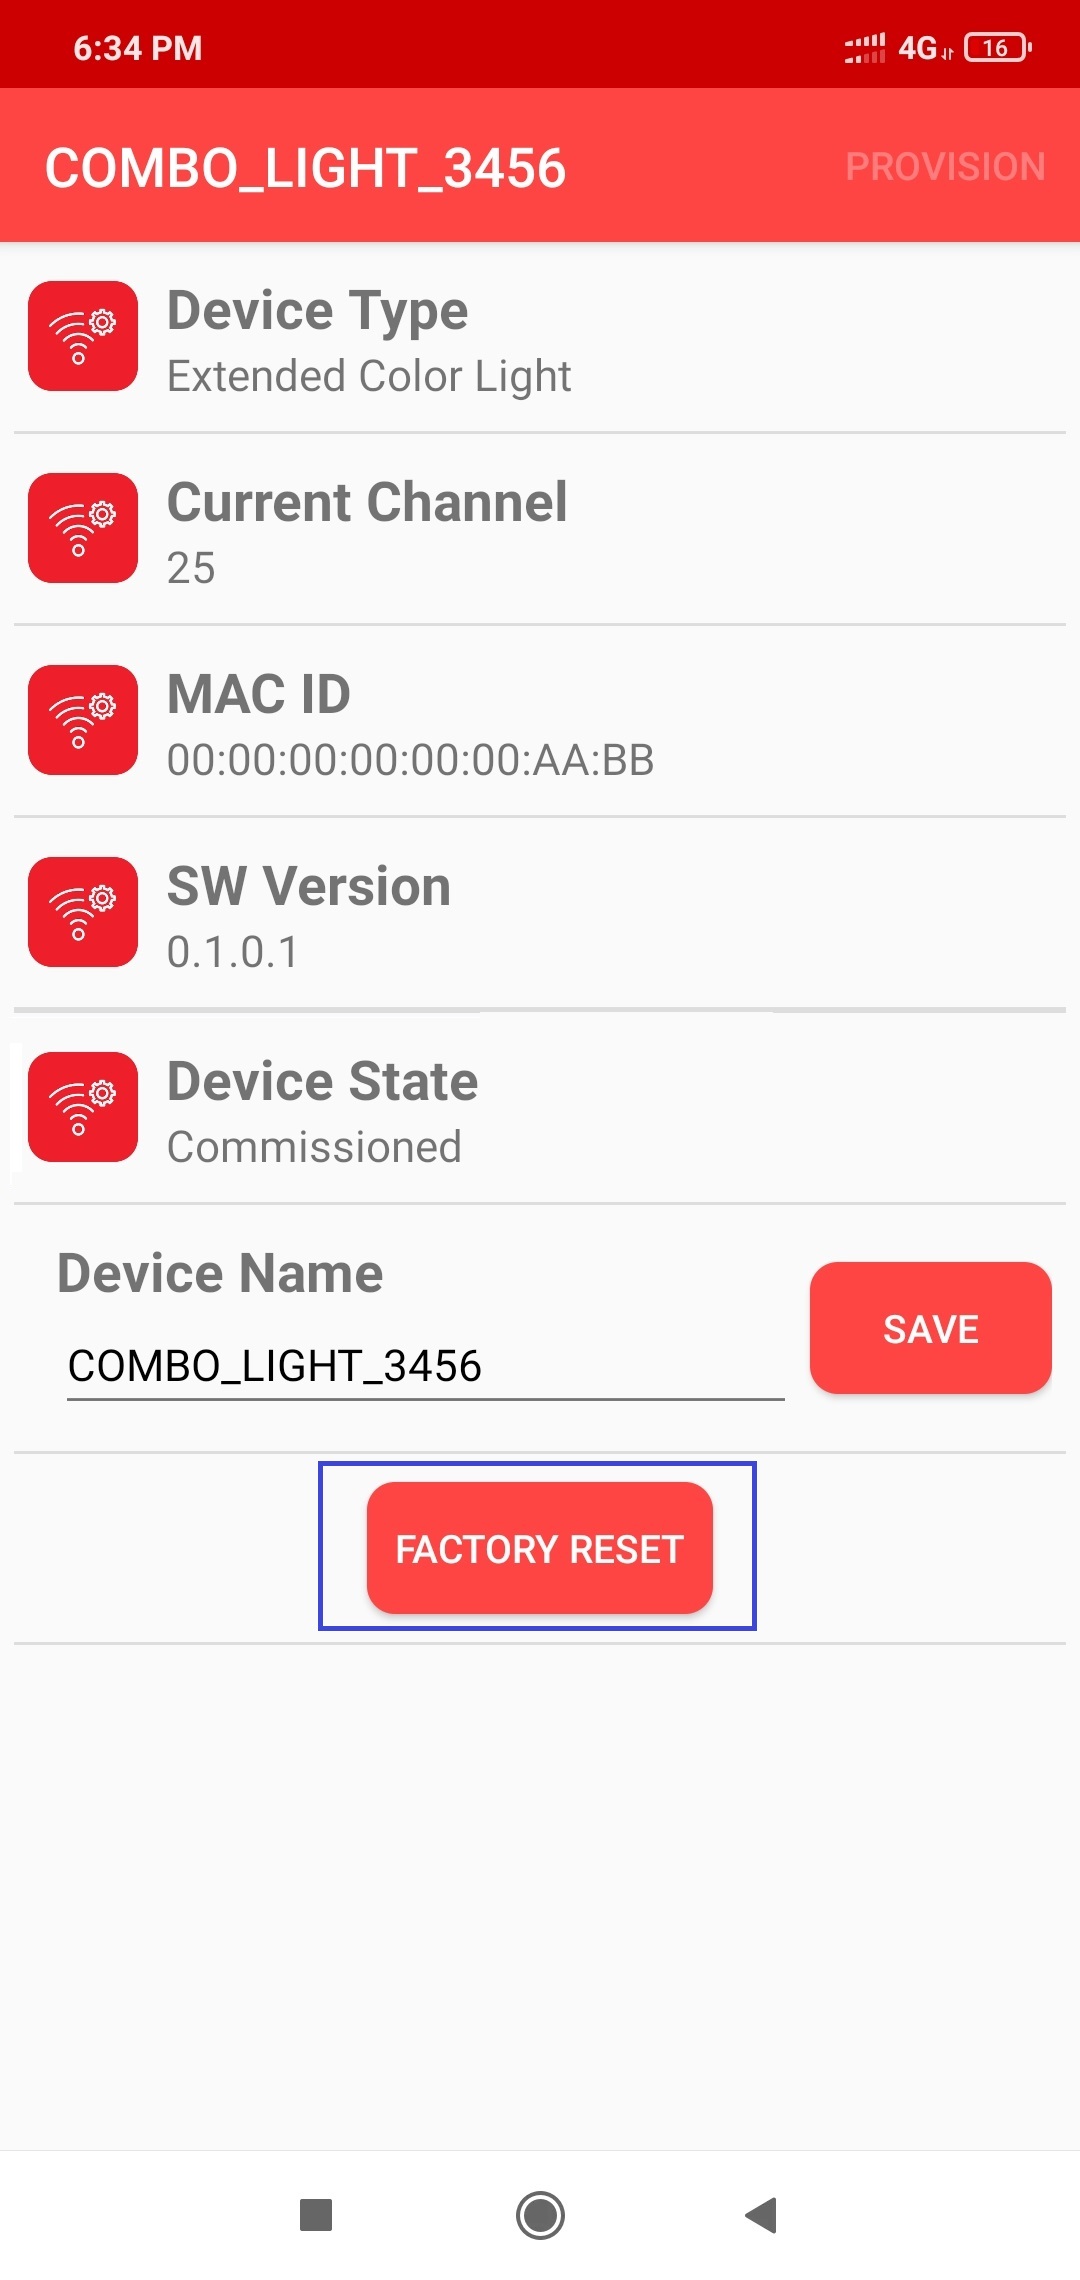 6:34 PM
4G 16
COMBO_LIGHT_3456 PROVISION
Device Type
Extended Color Light
Current Channel
25
MAC ID
00:00:00:00:00:00:AA:BB
SW Version
0.1.0.1
Device State
Commissioned
Device Name
COMBO_LIGHT_3456
SAVE
FACTORY RESET